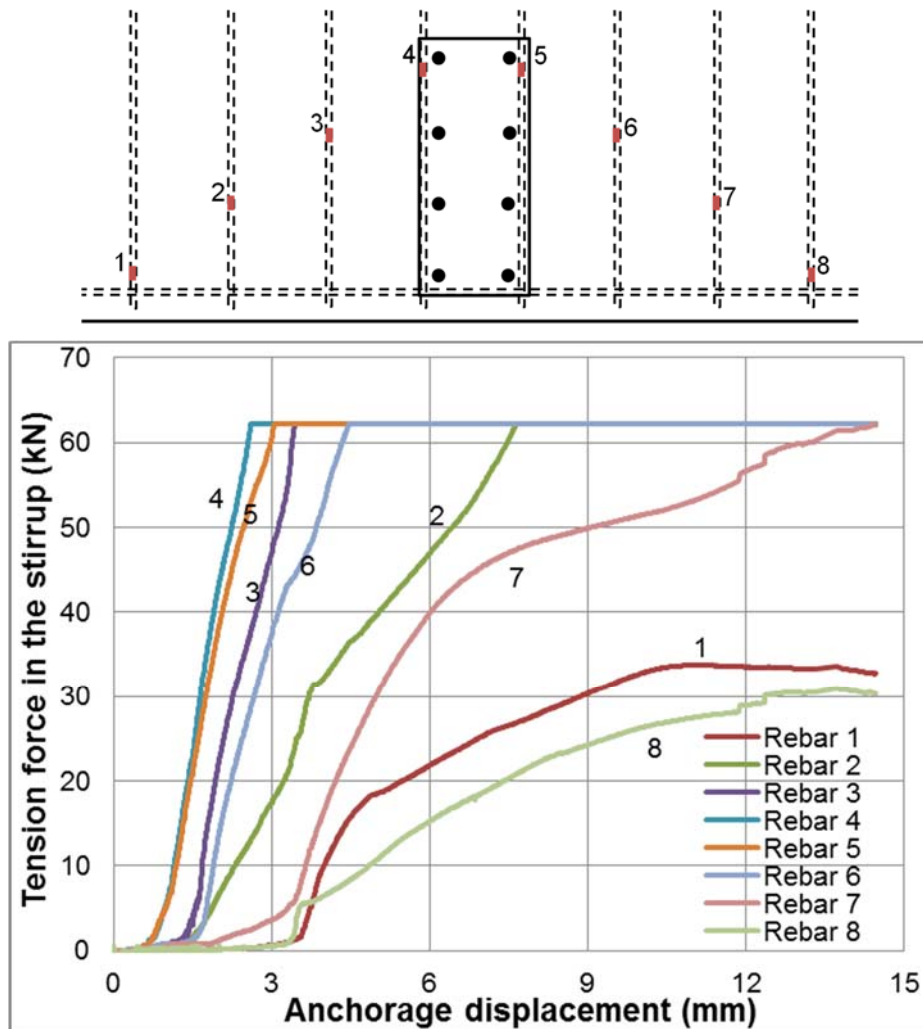 4 5
3 6
2 7
1 8
Tension force in the stirrup (kN)
70
60
50
40
30
20
10
0
4
5
3
6
2
7
1
8
Rebar 1
Rebar 2
Rebar 3
Rebar 4
Rebar 5
Rebar 6
Rebar 7
Rebar 8
0 3 6 9 12 15
Anchorage displacement (mm)